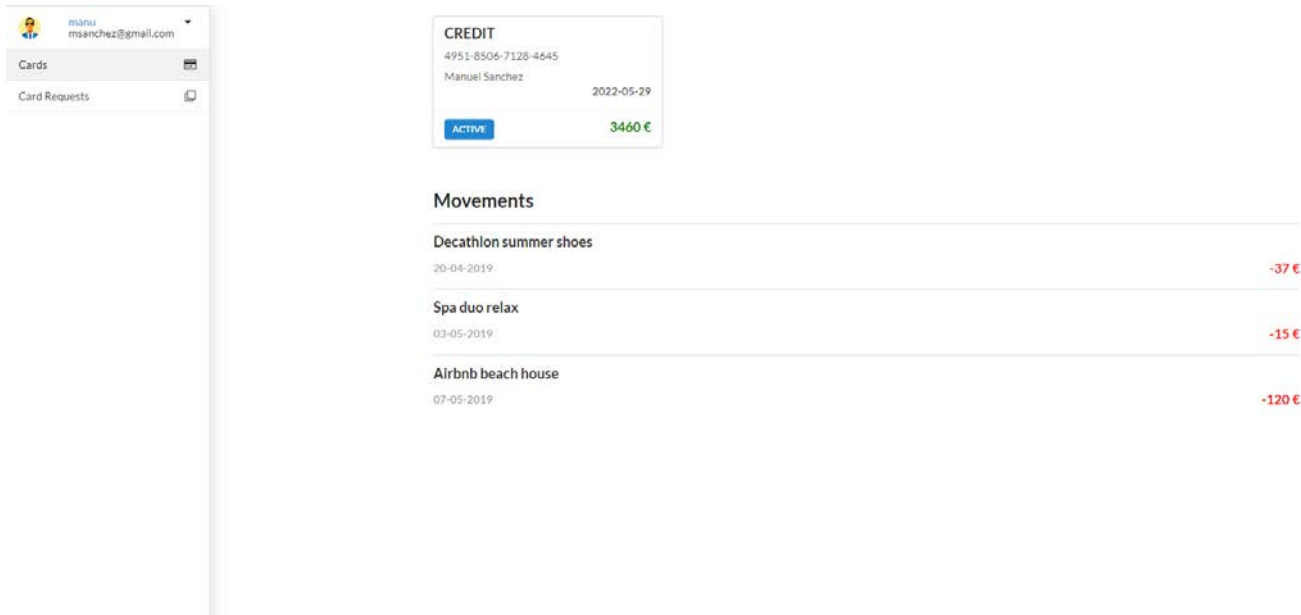 manu
msanchez@gmail.com
Cards
Card Requests
CREDIT
4951-8506-7128-4645
Manuel Sanchez
2022-05-29
ACTIVE 3460 €
Movements
Decathlon summer shoes
20-04-2019 -37 €
Spa duo relax
03-05-2019 -15 €
Airbnb beach house
07-05-2019 -120 €